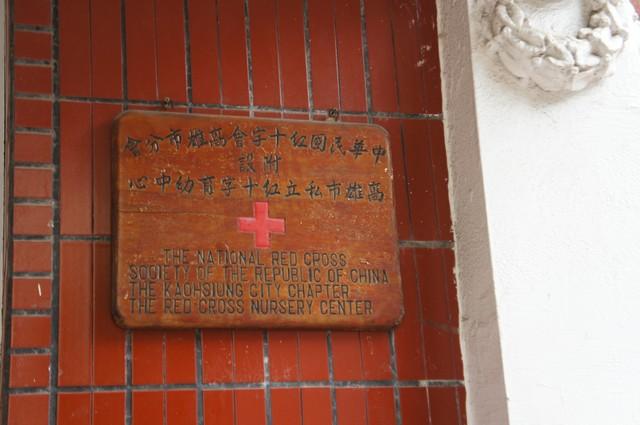 中華民國紅十字會高雄市分會
附設
高雄市私立紅十字育幼中心
THE NATIONAL RED CROSS
SOCIETY OF THE REPUBLIC OF CHINA
THE KAOHSIUNG CITY CHAPTER
THE RED CROSS NURSERY CENTER